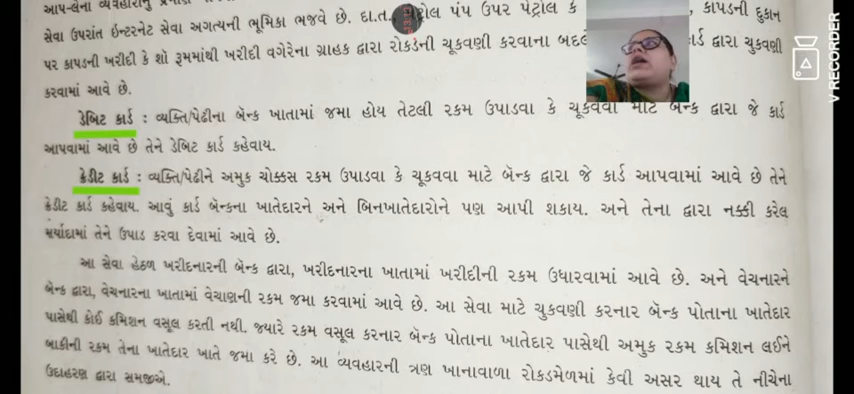 આપ-લેના વ્યવહારોનું
સેવા ઉપરાંત ઇન્ટરનેટ સેવા અગત્યની ભૂમિકા ભજવે છે. દા.ત. પંપ ઉપર પેટ્રોલ કે , કાપડની દુકાન
પર કાપડની ખરીદી કે શૉ રૂમમાંથી ખરીદી વગેરેના ગ્રાહક દ્વારા રોકડેની ચૂકવણી કરવાના દ્વારા ચુકવણી
કરવામાં આવે છે.
ડેબિટ કાર્ડ : વ્યક્તિ/પેઢીના બૅન્ક ખાતામાં જમા હોય તેટલી રકમ ઉપાડવા કે ચૂકવવા માટે બૅન્ક દ્વારા જે કાર્ડ
આપવામાં આવે છે તેને ડેબિટ કાર્ડ કહેવાય.
ક્રેડીટ કાર્ડ : વ્યક્તિ/પેઢીને અમુક ચોક્કસ રકમ ઉપાડવા કે ચૂકવવા માટે બૅન્ક દ્વારા જે કાર્ડ આપવામાં આવે છે તેને
ક્રેડીટ કાર્ડ કહેવાય. આવું કાર્ડ બૅન્કના ખાતેદારને અને બિનખાતેદારોને પણ આપી શકાય. અને તેના દ્વારા નક્કી કરેલ
મર્યાદામાં તેને ઉપાડ કરવા દેવામાં આવે છે.
આ સેવા હેઠળ ખરીદનારની બૅન્ક દ્વારા, ખરીદનારના ખાતામાં ખરીદીની રકમ ઉધારવામાં આવે છે. અને વેચનારને
બૅન્ક દ્વારા, વેચનારના ખાતામાં વેચાણની રકમ જમા કરવામાં આવે છે. આ સેવા માટે ચુકવણી કરનાર બૅન્ક પોતાના ખાતેદાર
પાસેથી કોઈ કમિશન વસૂલ કરતી નથી. જ્યારે રકમ વસૂલ કરનાર બૅન્ક પોતાના ખાતેદાર પાસેથી અમુક રકમ કમિશન લઈને
બાકીની રકમ તેના ખાતેદાર ખાતે જમા કરે છે. આ વ્યવહારની ત્રણ ખાનાવાળા રોકડમેળમાં કેવી અસર થાય તે નીચેના
ઉદાહરણ દ્વારા સમજીએ.
V RECORDER